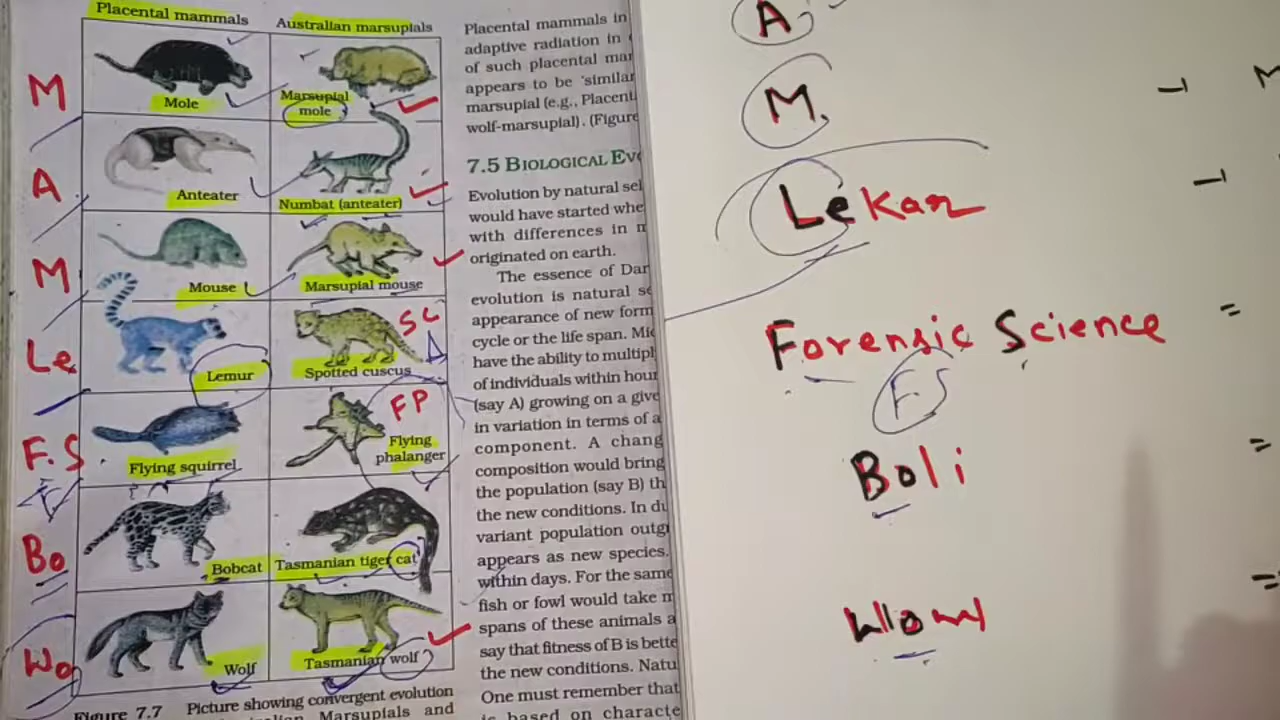 Placental mammals Australian marsupials
M
Mole Marsupial
mole
A
Anteater Numbat (anteater)
M
Mouse Marsupial mouse
Le
SC
Lemur Spotted cuscus
F.S
FP
Flying squirrel Flying
phalanger
Bo
Bobcat Tasmanian tiger cat
Wo
Wolf Tasmanian wolf
Figure 7.7 Picture showing convergent evolution
Marsupials and
Placental mammals in
adaptive radiation in
of such placental mar
appears to be 'similar
marsupial (e.g., Placent
wolf-marsupial). (Figure
7.5 BIOLOGICAL EV
Evolution by natural sel
would have started whe
with differences in m
originated on earth.
The essence of Dar
evolution is natural se
appearance of new form
cycle or the life span. Mic
have the ability to multipl
of individuals within hour
(say A) growing on a give
in variation in terms of a
component. A chang
composition would bring
the population (say B) th
the new conditions. In du
variant population outg
appears as new species.
within days. For the same
fish or fowl would take m
spans of these animals a
say that fitness of B is bette
the new conditions. Natu
One must remember that
is based on characte
A
M.
Lekar
Forensic Science
F.S
Boli